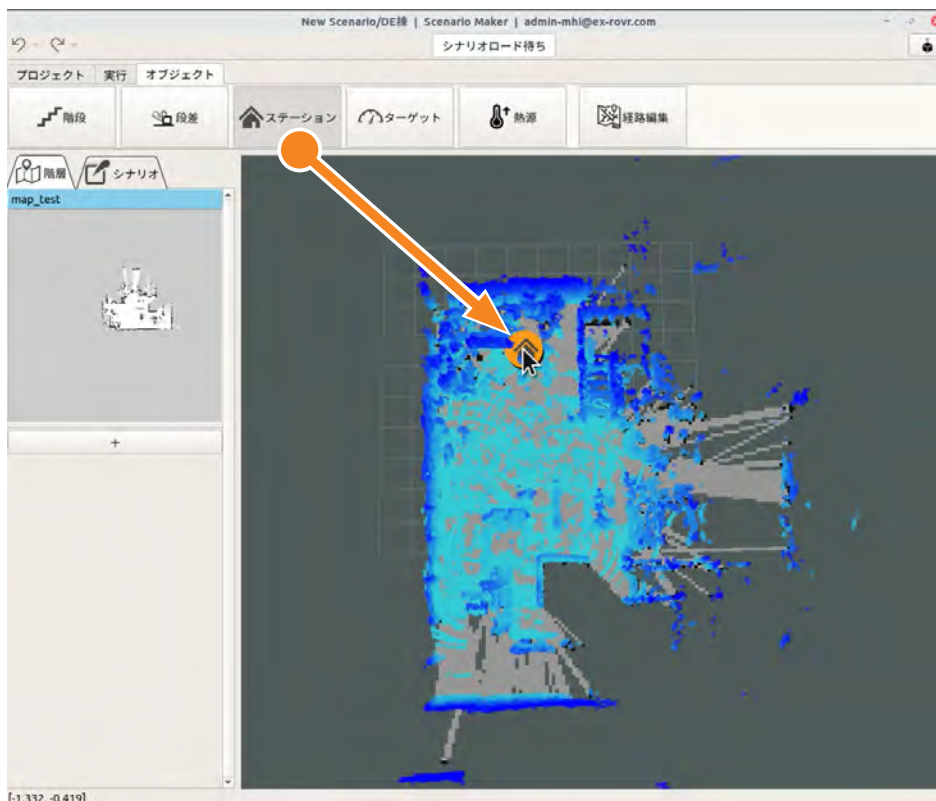 New Scenario/DE棟 | Scenario Maker | admin-mhi@ex-rovr.com
シナリオロード待ち
プロジェクト 実行 オブジェクト
階段 段差 ステーション ターゲット 熱源 経路編集
階層 シナリオ
map_test
+
[-1.332, -0.419]